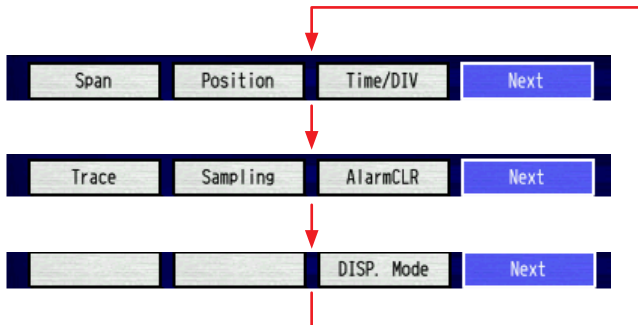 Span Position Time/DIV Next
Trace Sampling AlarmCLR Next
DISP. Mode Next